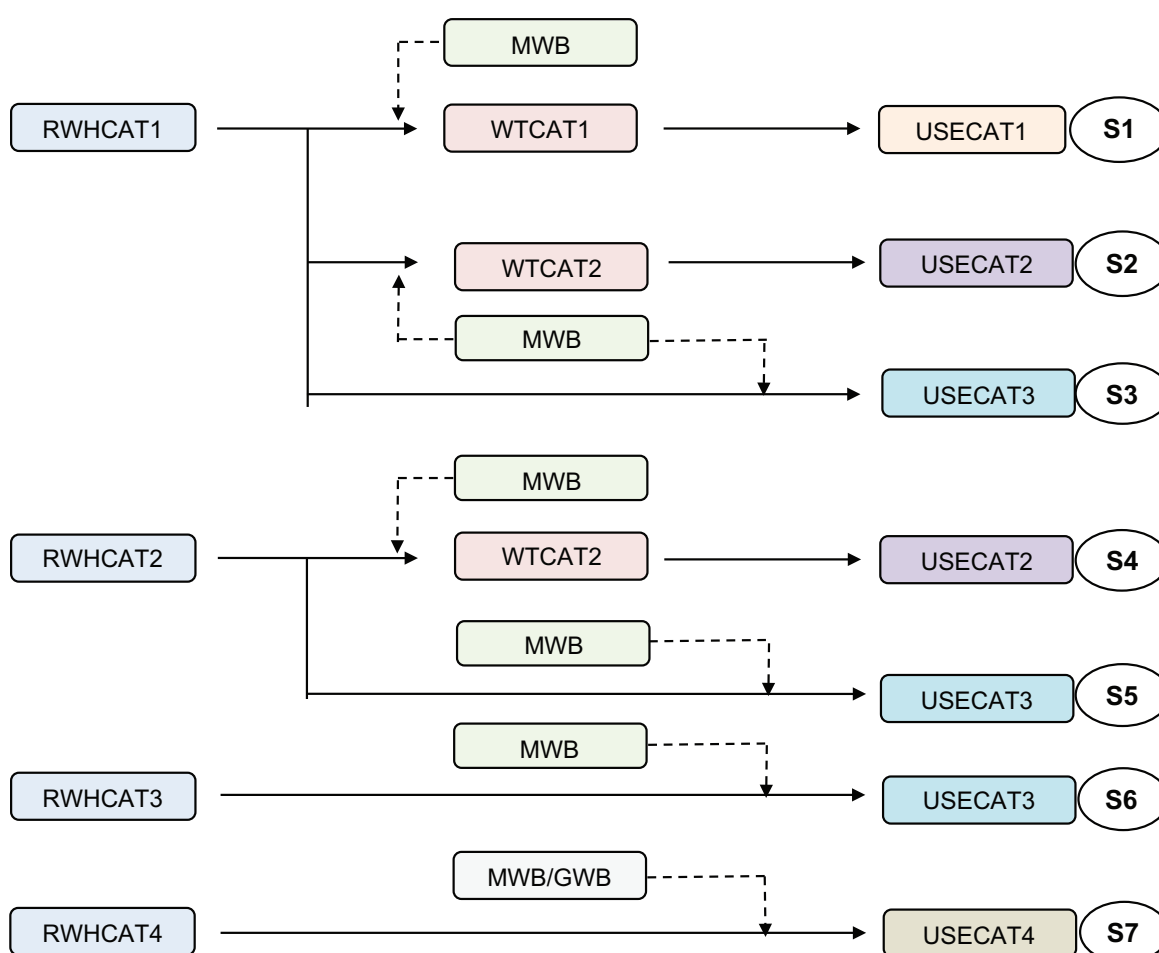 MWB
RWHCAT1 WTCAT1 USECAT1 S1
WTCAT2 USECAT2 S2
MWB
USECAT3 S3
MWB
RWHCAT2 WTCAT2 USECAT2 S4
MWB
USECAT3 S5
MWB
RWHCAT3 USECAT3 S6
MWB/GWB
RWHCAT4 USECAT4 S7